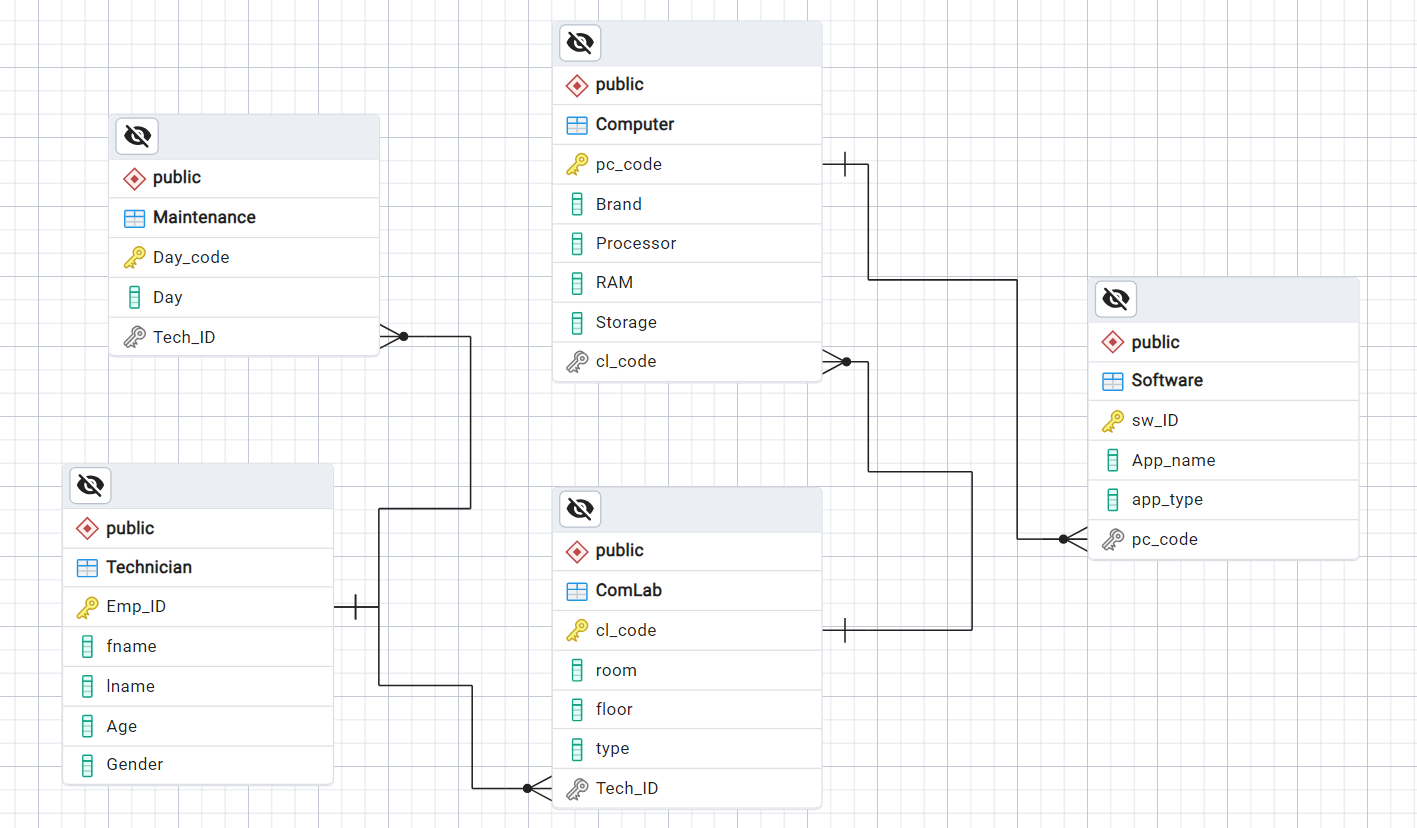 public
Maintenance
Day_code
Day
Tech_ID
public
Technician
Emp_ID
fname
lname
Age
Gender
public
Computer
pc_code
Brand
Processor
RAM
Storage
cl_code
public
ComLab
cl_code
room
floor
type
Tech_ID
public
Software
sw_ID
App_name
app_type
pc_code